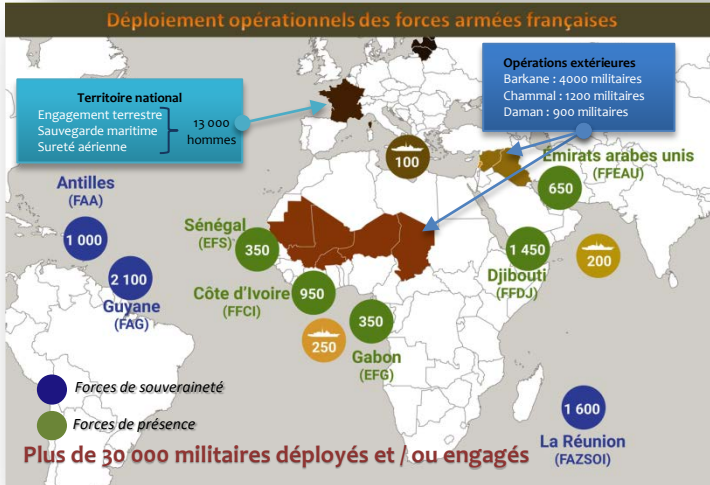 Déploiement opérationnels des forces armées françaises
Territoire national
Engagement terrestre
Sauvegarde maritime
Sureté aérienne
13 000
hommes
Opérations extérieures
Barkane : 4000 militaires
Chammal : 1200 militaires
Daman : 900 militaires
100
Émirats arabes unis
(FFEAU)
650
Antilles
(FAA)
1 000
Sénégal
(EFS)
350
1 450
Djibouti
(FFDJ)
200
2 100
Guyane
(FAG)
Côte d'Ivoire
(FFCI)
950
350
Gabon
(EFG)
250
Forces de souveraineté
Forces de présence
1 600
La Réunion
(FAZSOI)
Plus de 30 000 militaires déployés et / ou engagés